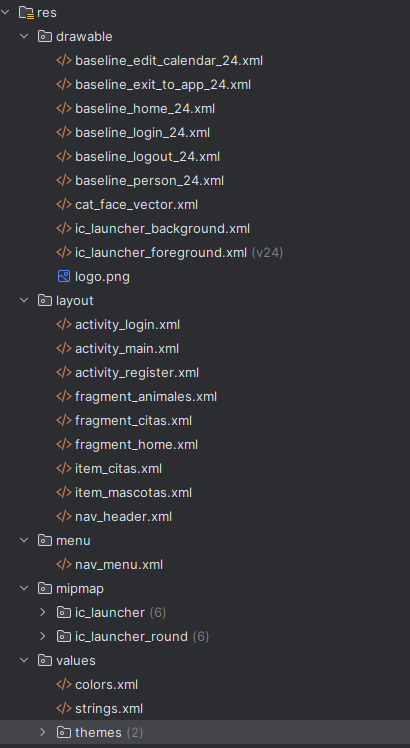 res
drawable
baseline_edit_calendar_24.xml
baseline_exit_to_app_24.xml
baseline_home_24.xml
baseline_login_24.xml
baseline_logout_24.xml
baseline_person_24.xml
cat_face_vector.xml
ic_launcher_background.xml
ic_launcher_foreground.xml (v24)
logo.png
layout
activity_login.xml
activity_main.xml
activity_register.xml
fragment_animales.xml
fragment_citas.xml
fragment_home.xml
item_citas.xml
item_mascotas.xml
nav_header.xml
menu
nav_menu.xml
mipmap
ic_launcher (6)
ic_launcher_round (6)
values
colors.xml
strings.xml
themes (2)